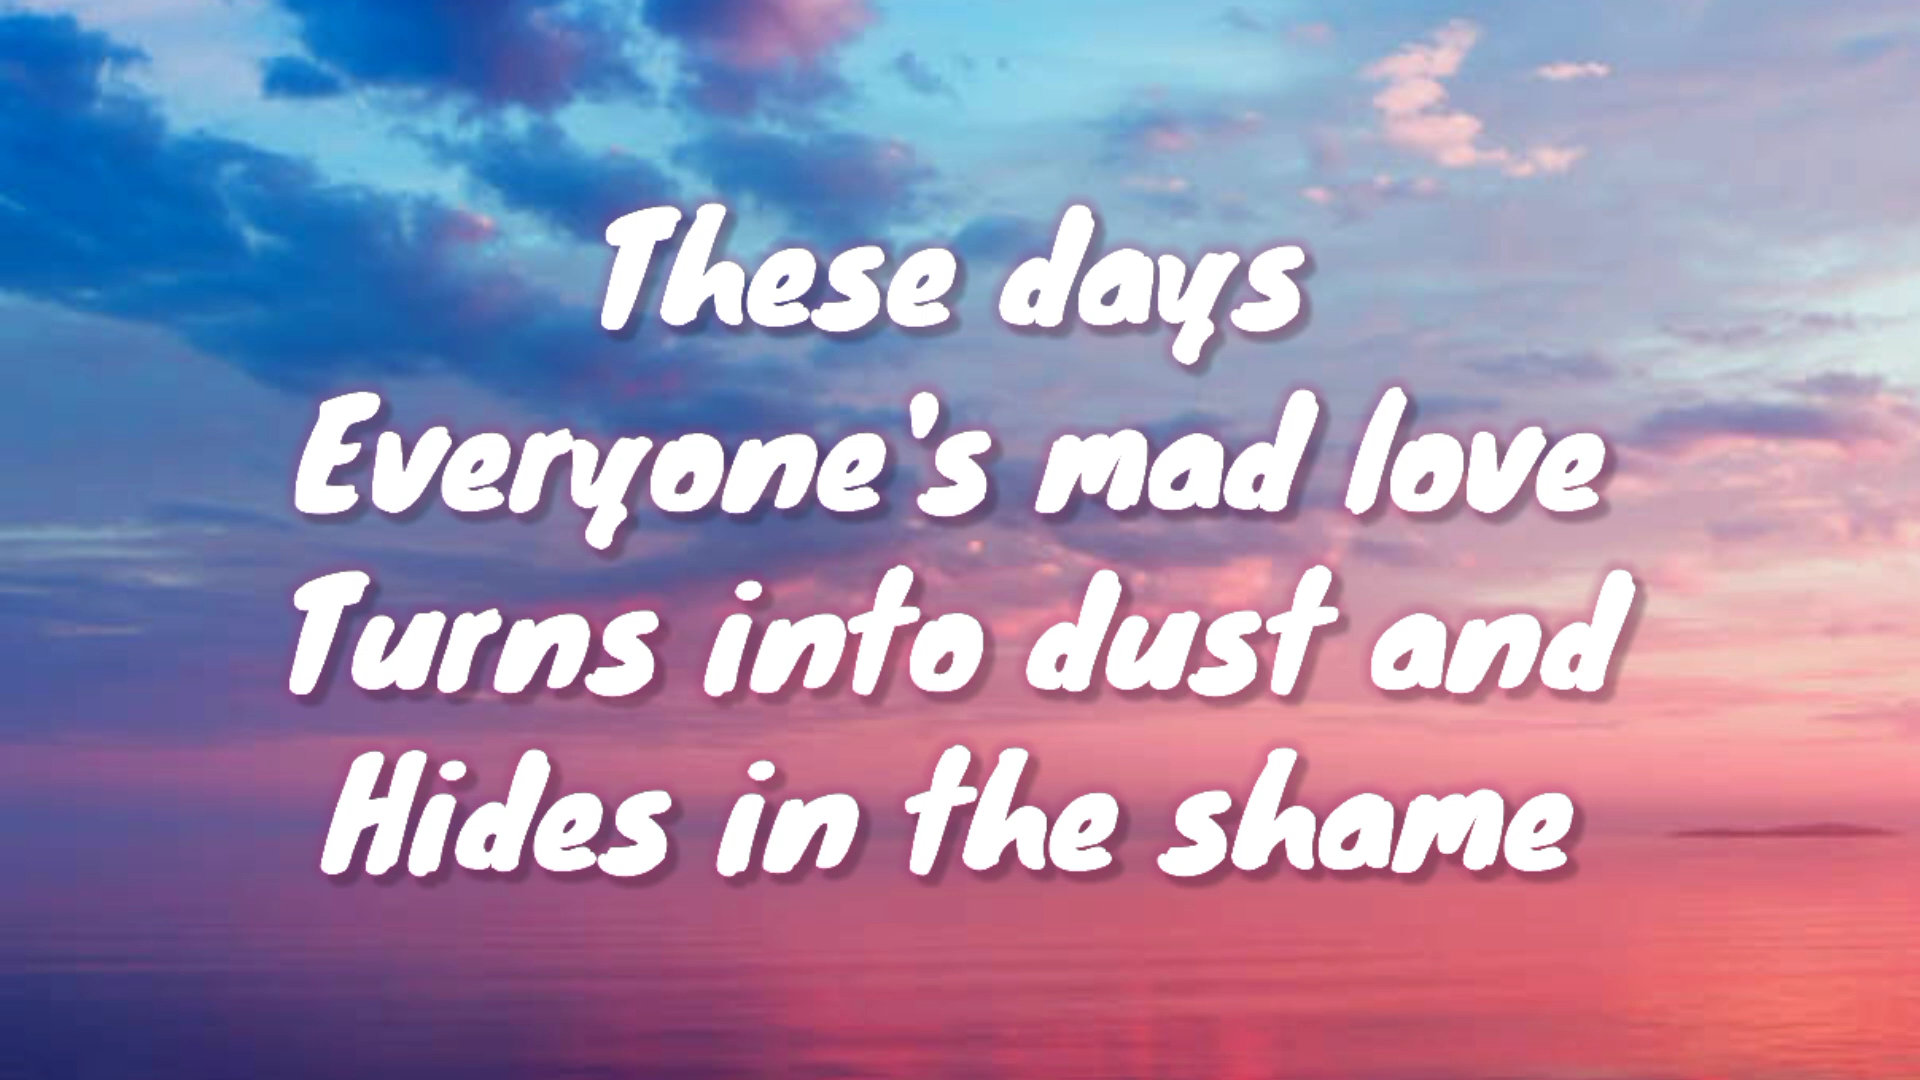 These days
Everyone's mad love
Turns into dust and
Hides in the shame